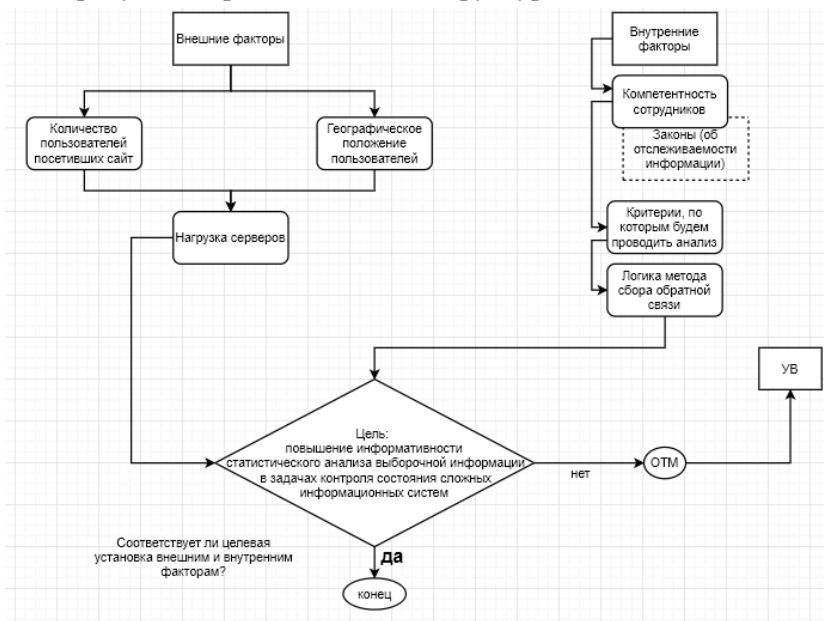 Внешние факторы
Внутренние
факторы
Компетентность
сотрудников
Законы (об
отслеживаемости
информации)
Количество
пользователей
посетивших сайт
Географическое
положение
пользователей
Нагрузка серверов
Критерии, по
которым будем
проводить анализ
Логика метода
сбора обратной
связи
УВ
Цель:
повышение информативности
статистического анализа выборочной информации
в задачах контроля состояния сложных
информационных систем
нет
ОТМ
Соответствует ли целевая
установка внешним и внутренним
факторам?
да
конец